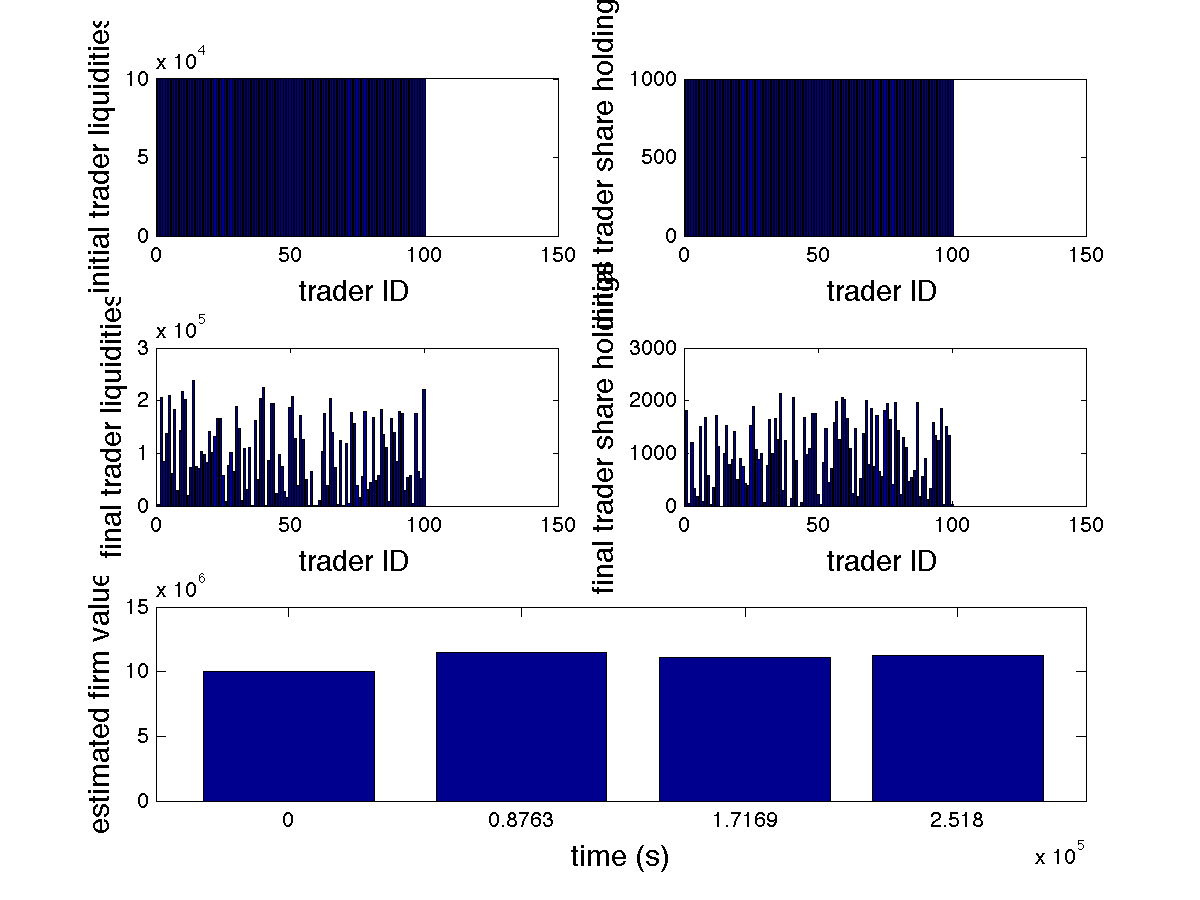 initial trader liquidities
x 10^4
10
5
0
0 50 100 150
trader ID
trader share holding
1000
500
0
0 50 100 150
trader ID
final trader liquidities
x 10^5
3
2
1
0
0 50 100 150
trader ID
final trader share holdings
3000
2000
1000
0
0 50 100 150
trader ID
estimated firm value
x 10^6
15
10
5
0
0 0.8763 1.7169 2.518
time (s)
x 10^5